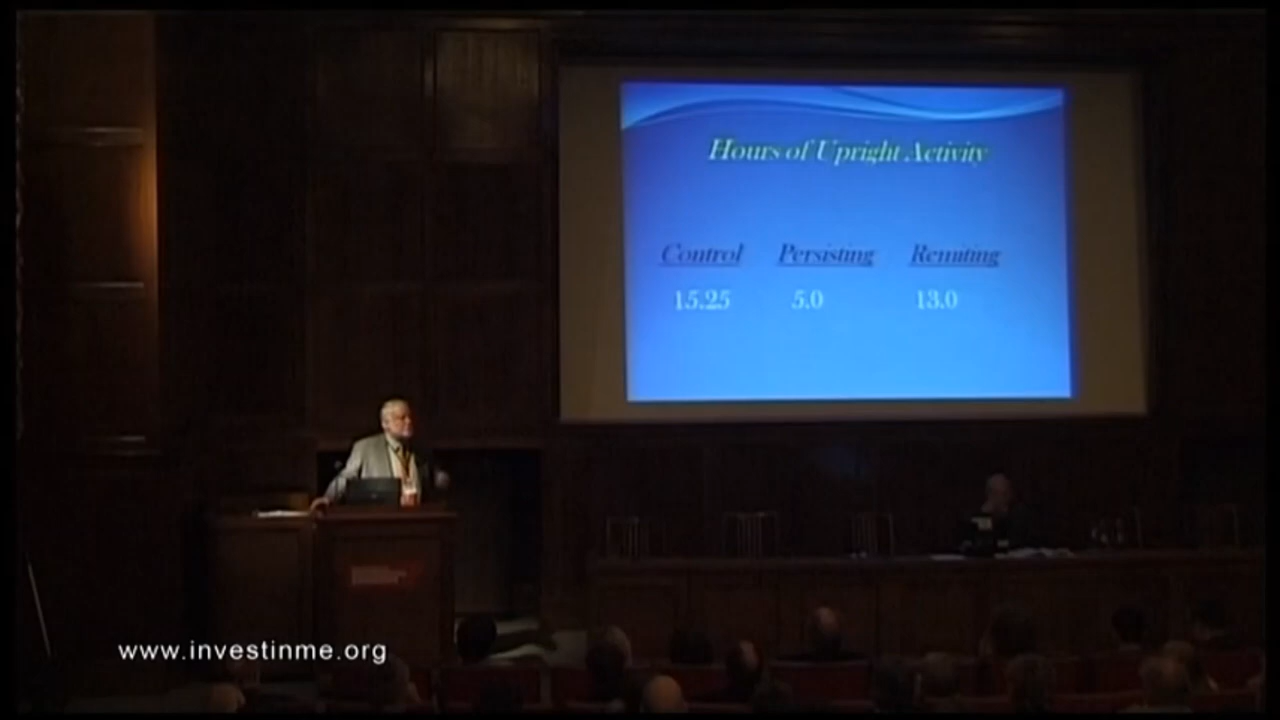 Hours of Upright Activity
Control Persisting Remiting
15.25 5.0 13.0
www.investinme.org